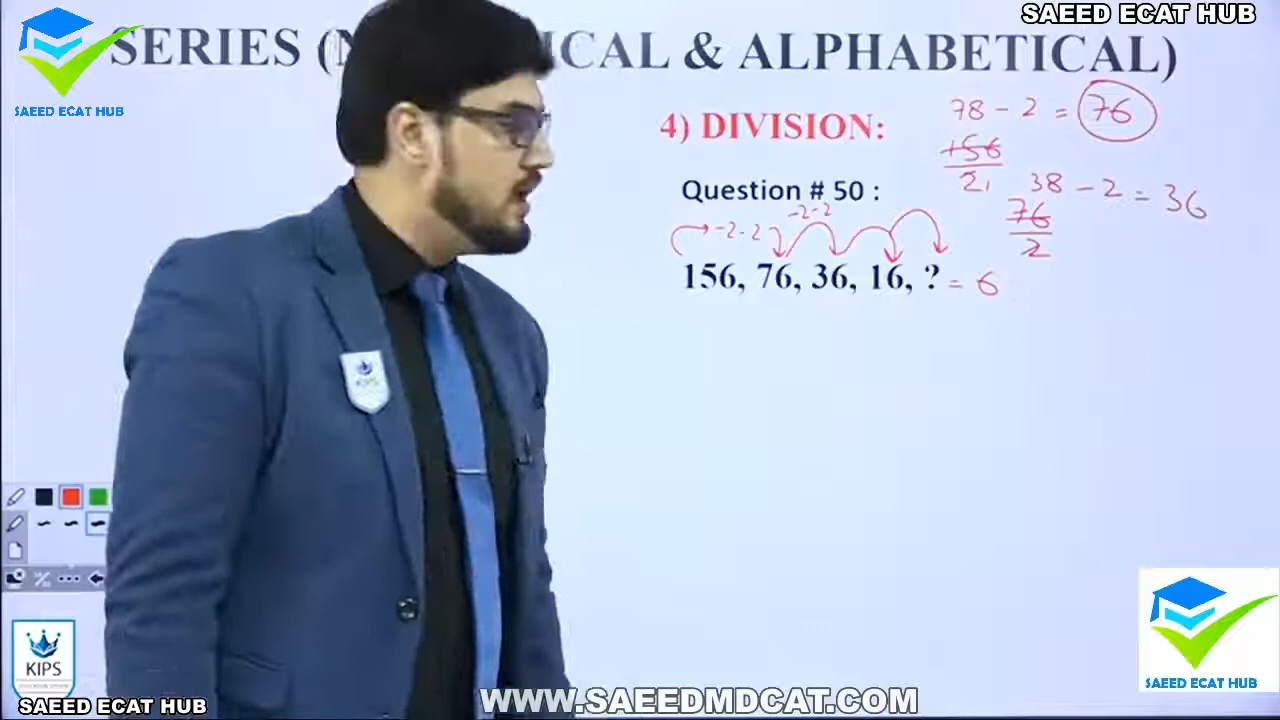 SAEED ECAT HUB
SERIES (N ICAL & ALPHABETICAL)
SAEED ECAT HUB
4) DIVISION:
78 - 2 = 76
156
2
Question # 50 :
38 - 2 = 36
76
2
-2-2
÷2-2
156, 76, 36, 16, ? = 6
KIPS
KIPS
SAEED ECAT HUB
SAEED ECAT HUB
WWW.SAEEDMDCAT.COM